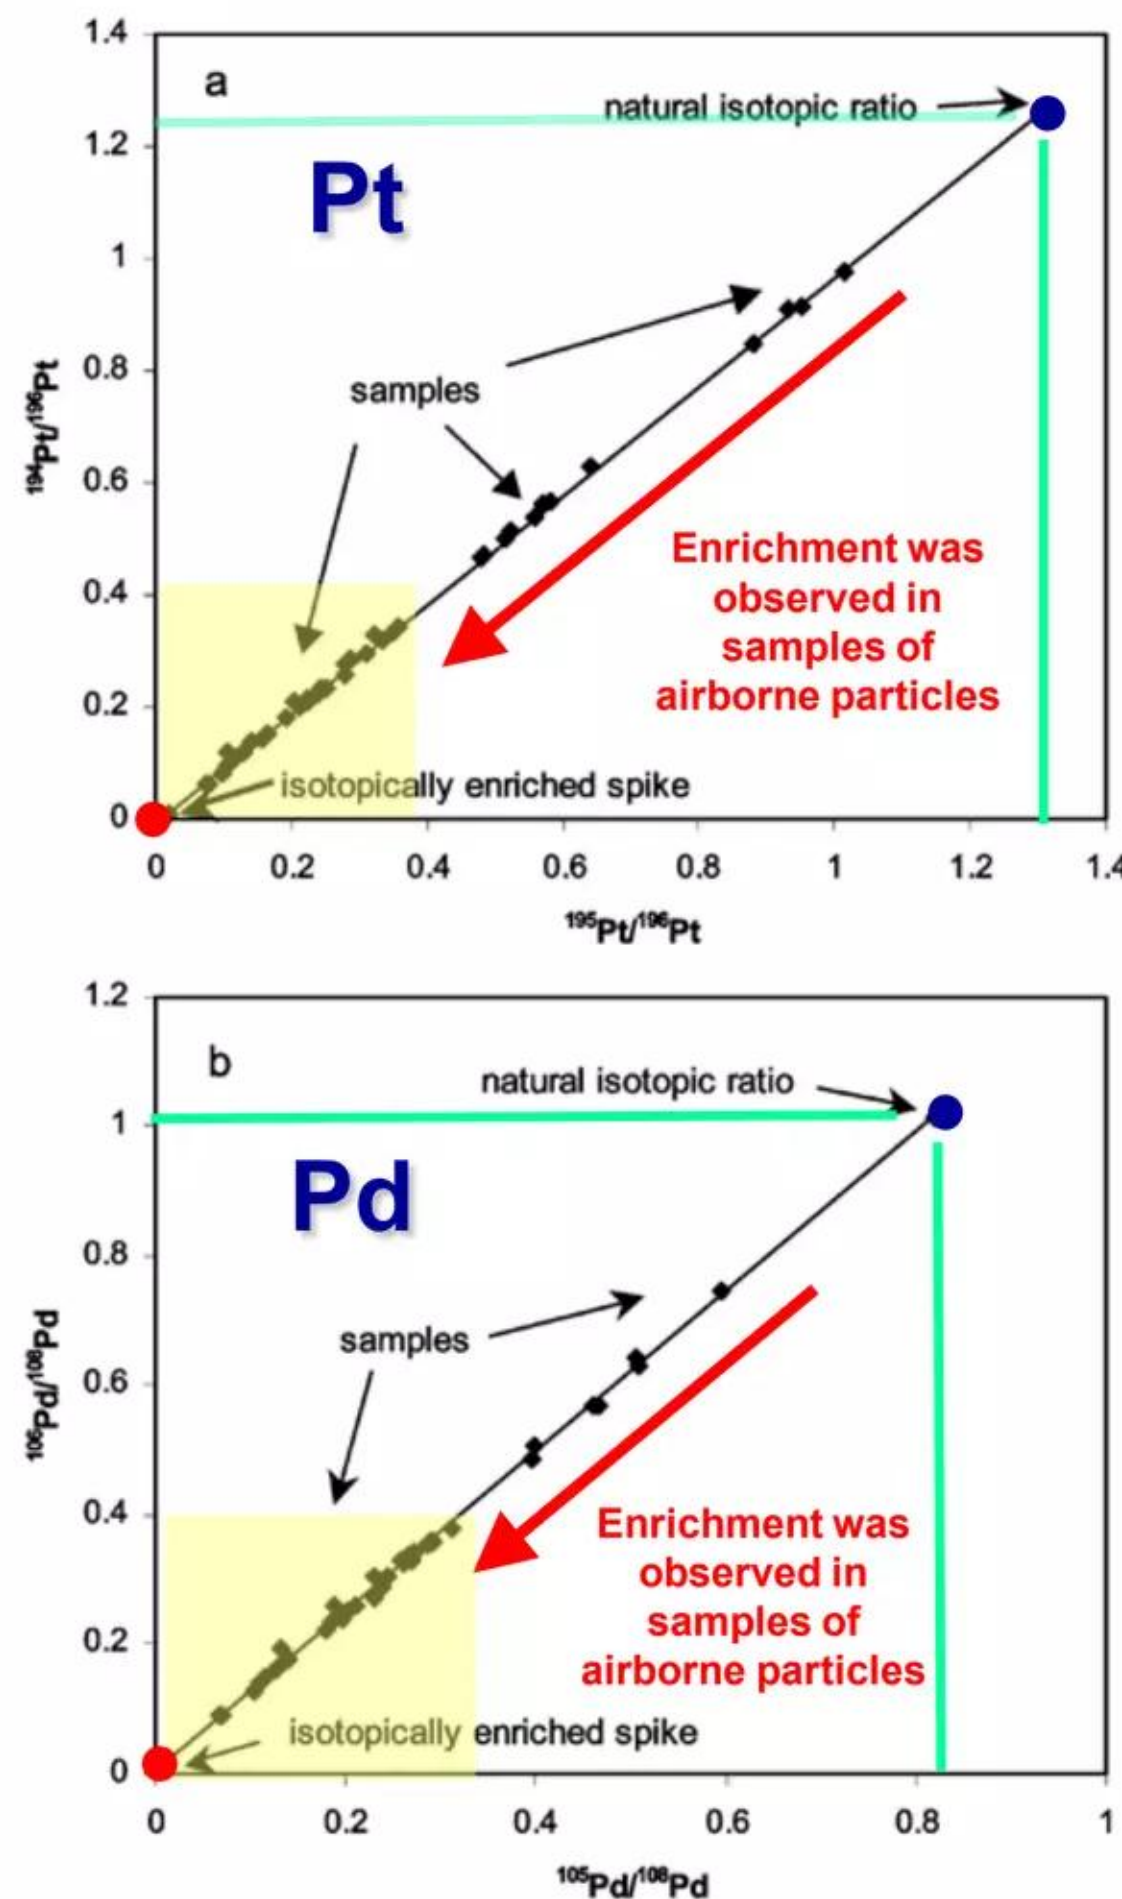 1.4
a
natural isotopic ratio
1.2
Pt
1
0.8
samples
¹⁹⁴Pt/¹⁹⁶Pt
0.6
Enrichment was
observed in
samples of
airborne particles
0.4
0.2
isotopically enriched spike
0
0 0.2 0.4 0.6 0.8 1 1.2 1.4
¹⁹⁵Pt/¹⁹⁶Pt
1.2
b
natural isotopic ratio
1
Pd
0.8
samples
¹⁰⁶Pd/¹⁰⁸Pd
0.6
0.4
Enrichment was
observed in
samples of
airborne particles
0.2
isotopically enriched spike
0
0 0.2 0.4 0.6 0.8 1
¹⁰⁵Pd/¹⁰⁸Pd